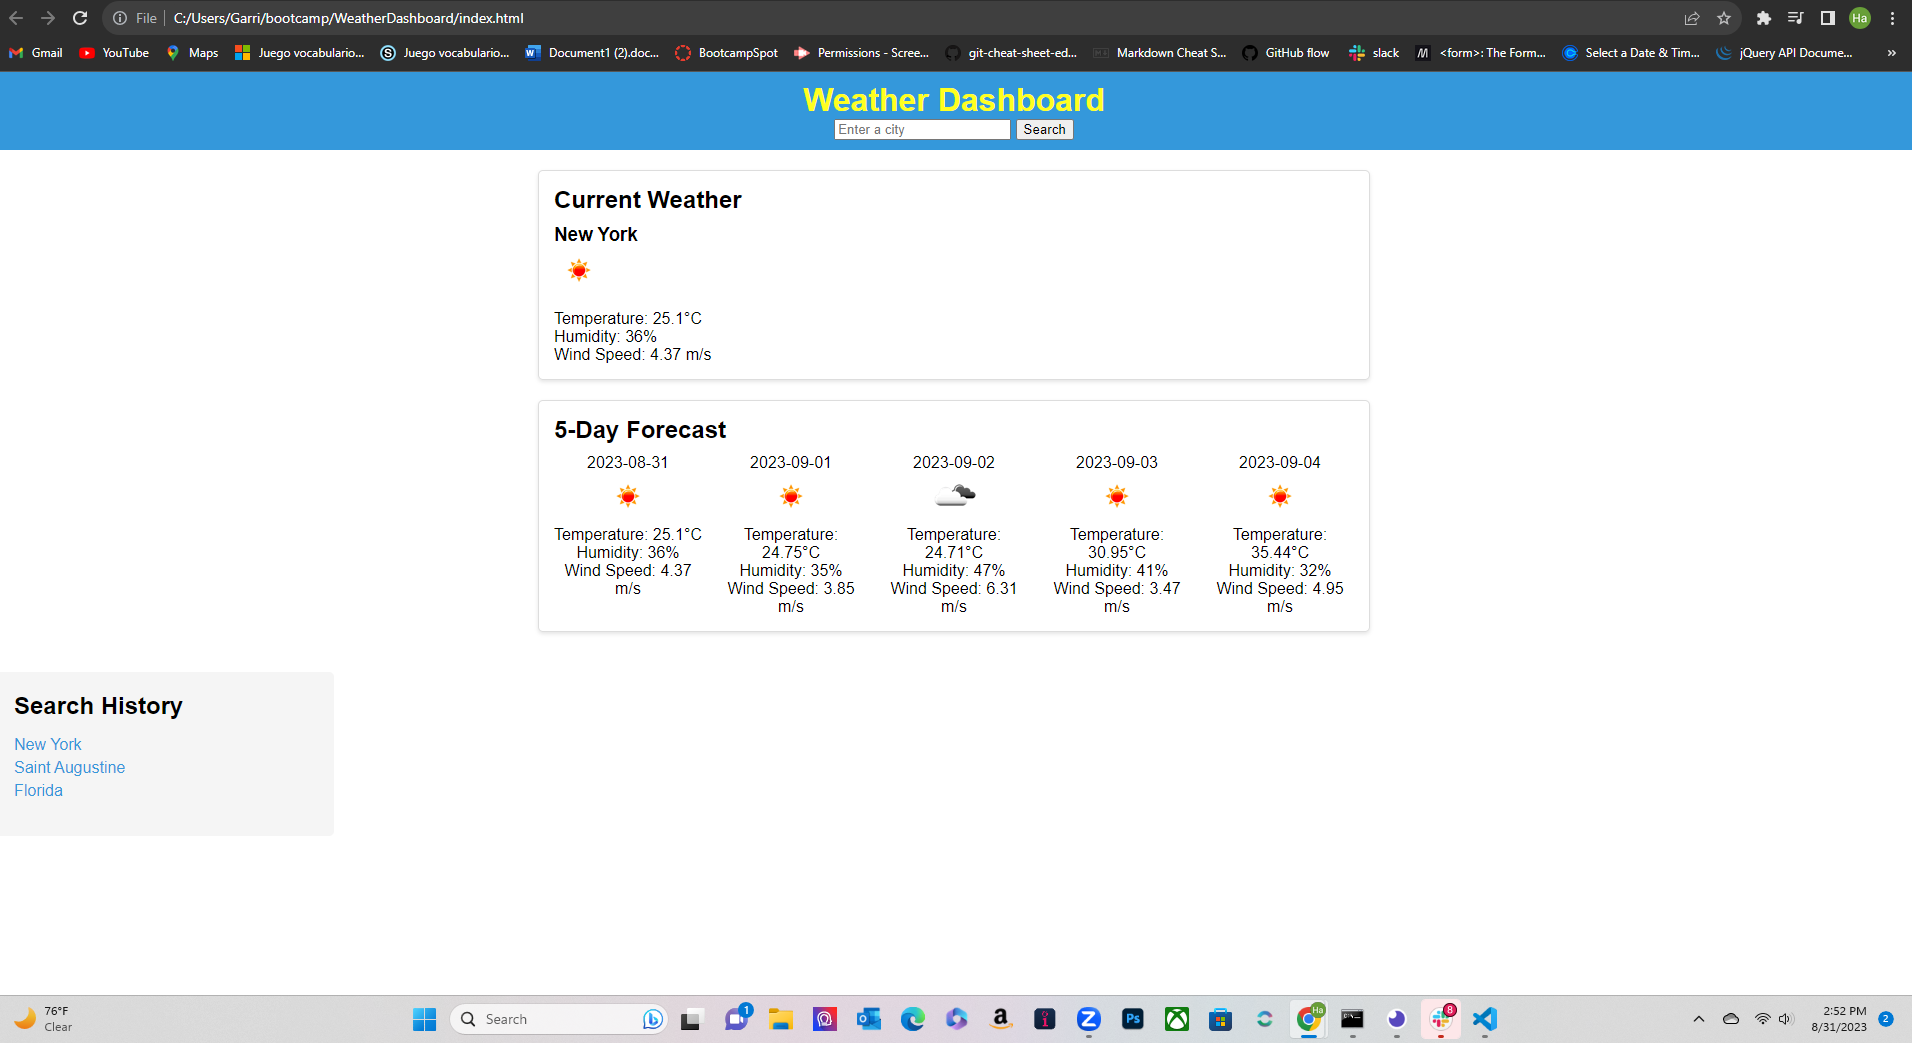 File C:/Users/Garri/bootcamp/WeatherDashboard/index.html Ha
Gmail YouTube Maps Juego vocabulario... Juego vocabulario... Document1 (2).doc... BootcampSpot Permissions - Scree... git-cheat-sheet-ed... Markdown Cheat S... GitHub flow slack <form>: The Form... Select a Date & Tim... jQuery API Docume... »
Weather Dashboard
Enter a city Search
Current Weather
New York
Temperature: 25.1°C
Humidity: 36%
Wind Speed: 4.37 m/s
5-Day Forecast
2023-08-31
Temperature: 25.1°C
Humidity: 36%
Wind Speed: 4.37
m/s
2023-09-01
Temperature:
24.75°C
Humidity: 35%
Wind Speed: 3.85
m/s
2023-09-02
Temperature:
24.71°C
Humidity: 47%
Wind Speed: 6.31
m/s
2023-09-03
Temperature:
30.95°C
Humidity: 41%
Wind Speed: 3.47
m/s
2023-09-04
Temperature:
35.44°C
Humidity: 32%
Wind Speed: 4.95
m/s
Search History
New York
Saint Augustine
Florida
76°F
Clear
Search
1
Ps
Ha
8
2:52 PM
8/31/2023
2